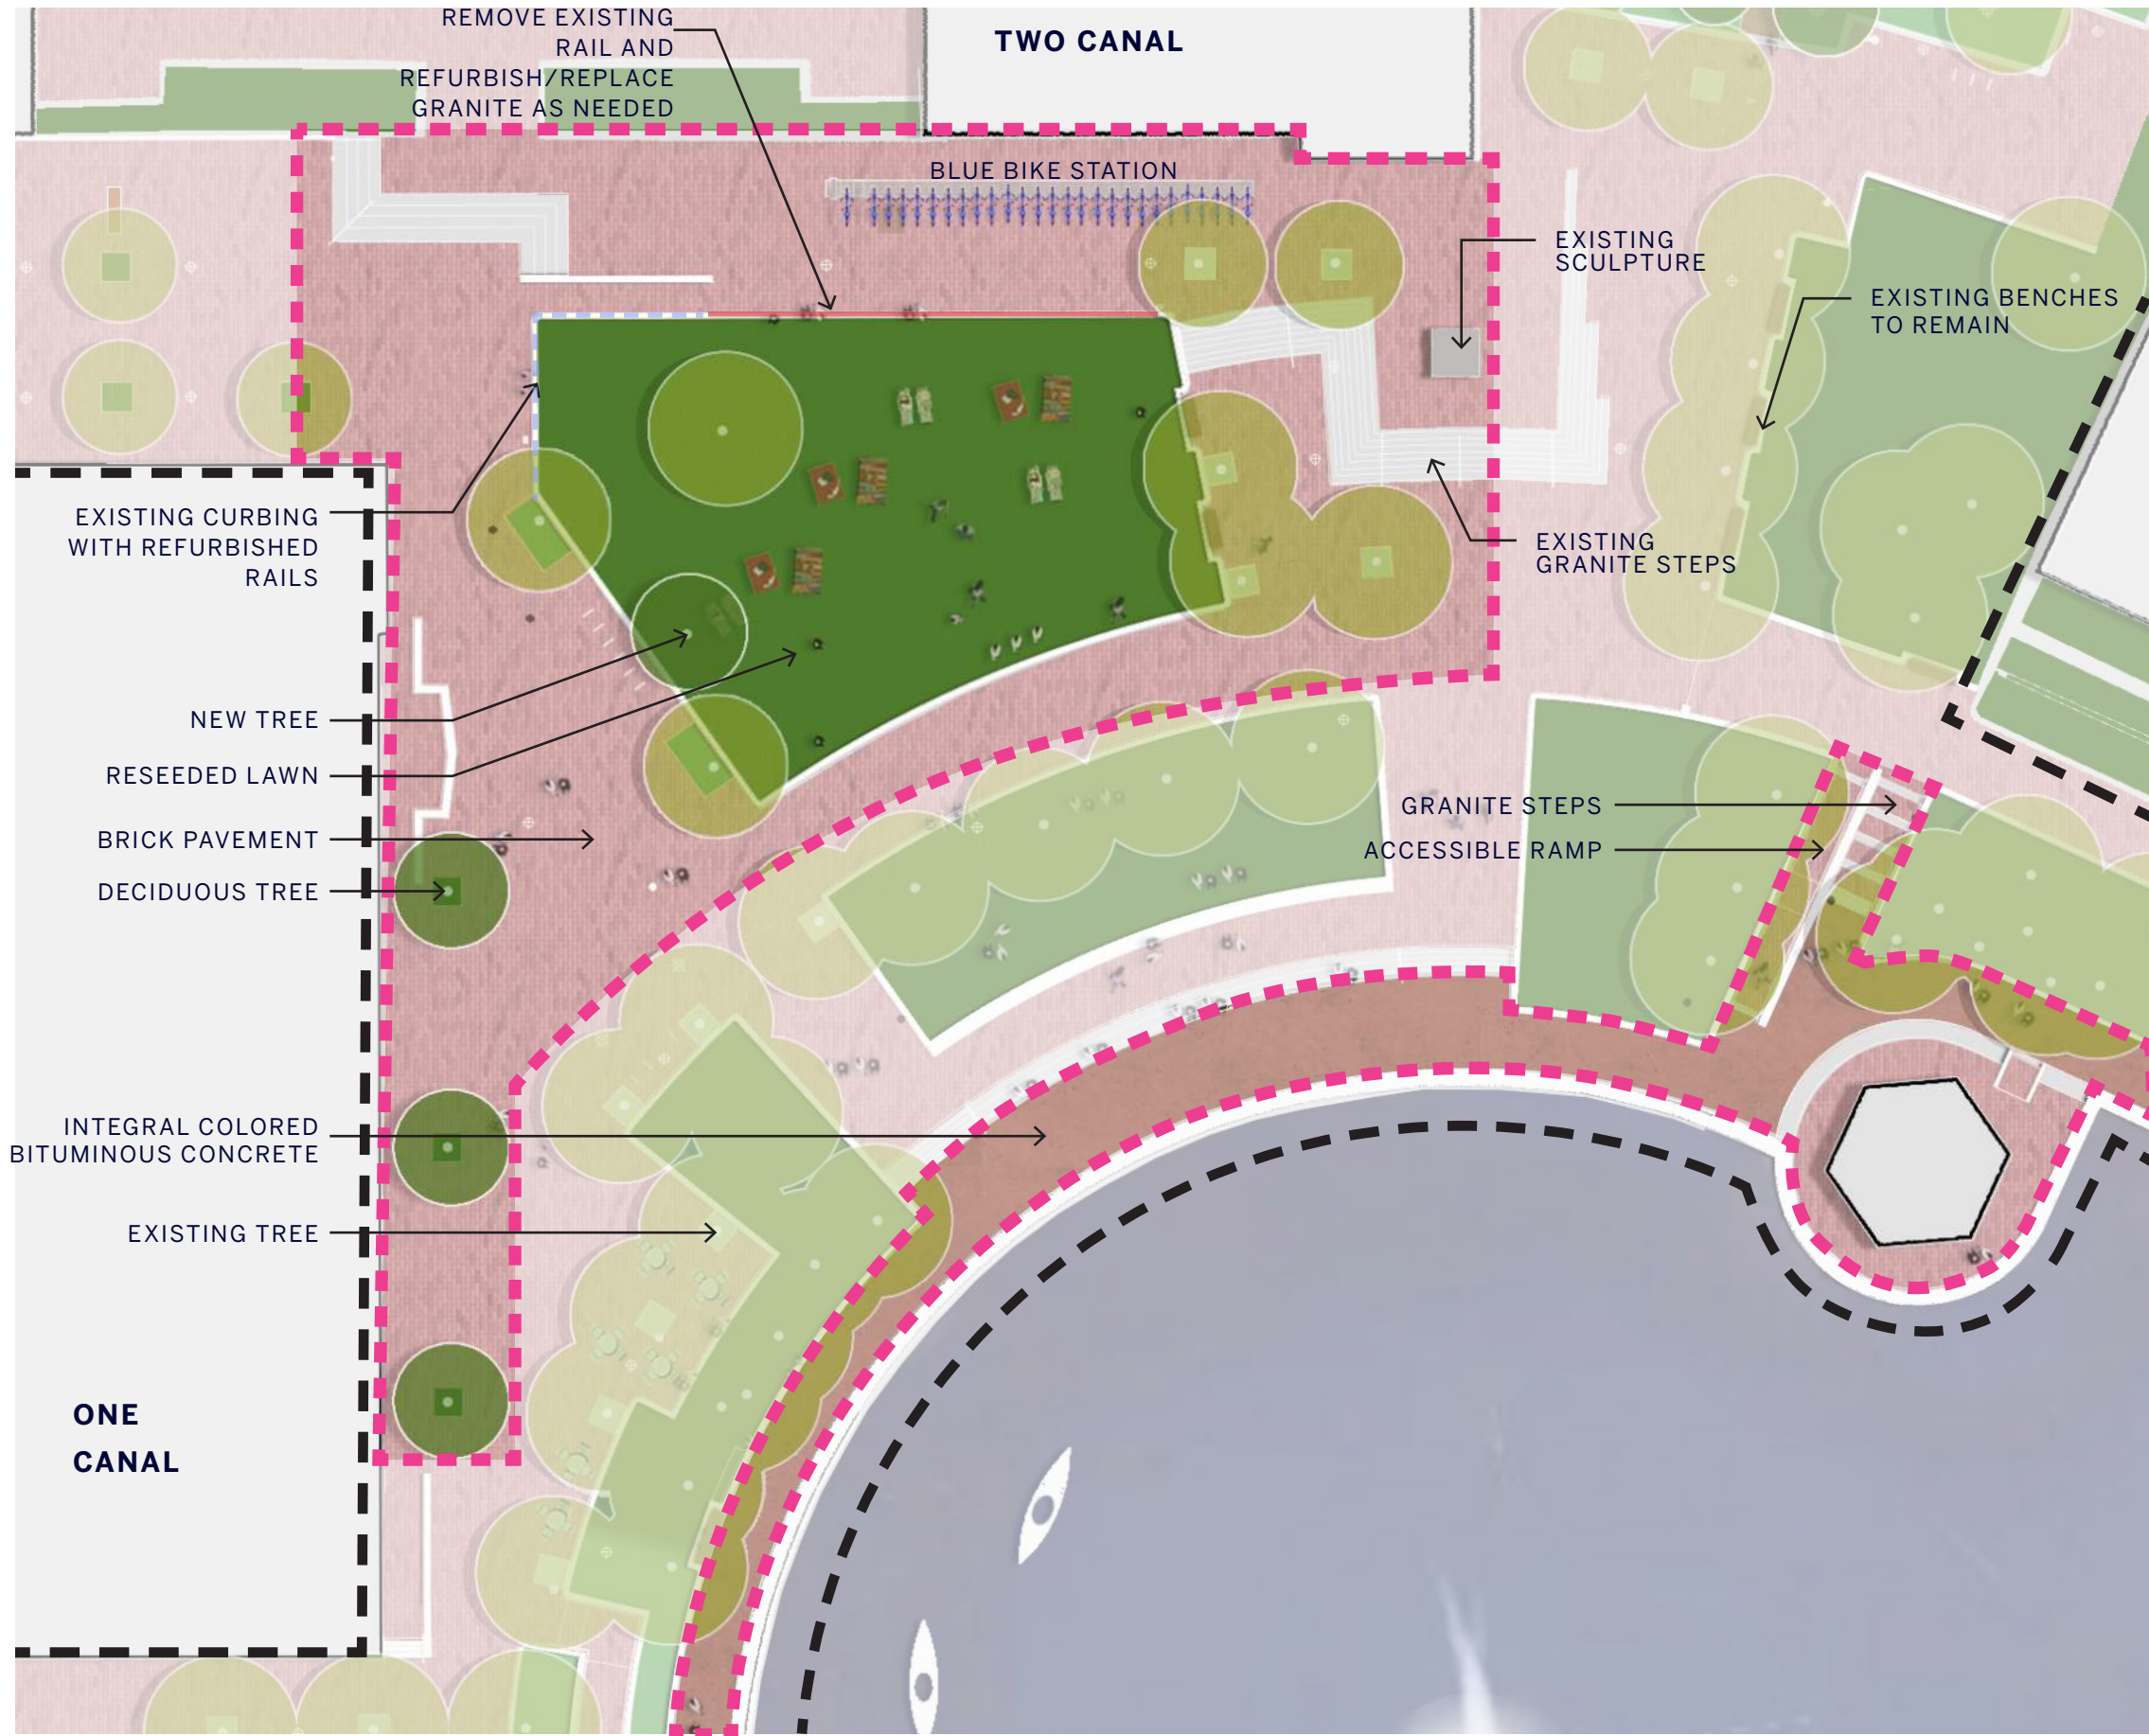 REMOVE EXISTING
RAIL AND
REFURBISH/REPLACE
GRANITE AS NEEDED
TWO CANAL
BLUE BIKE STATION
EXISTING
SCULPTURE
EXISTING BENCHES
TO REMAIN
EXISTING CURBING
WITH REFURBISHED
RAILS
EXISTING
GRANITE STEPS
NEW TREE
RESEEDED LAWN
BRICK PAVEMENT
DECIDUOUS TREE
GRANITE STEPS
ACCESSIBLE RAMP
INTEGRAL COLORED
BITUMINOUS CONCRETE
EXISTING TREE
ONE
CANAL